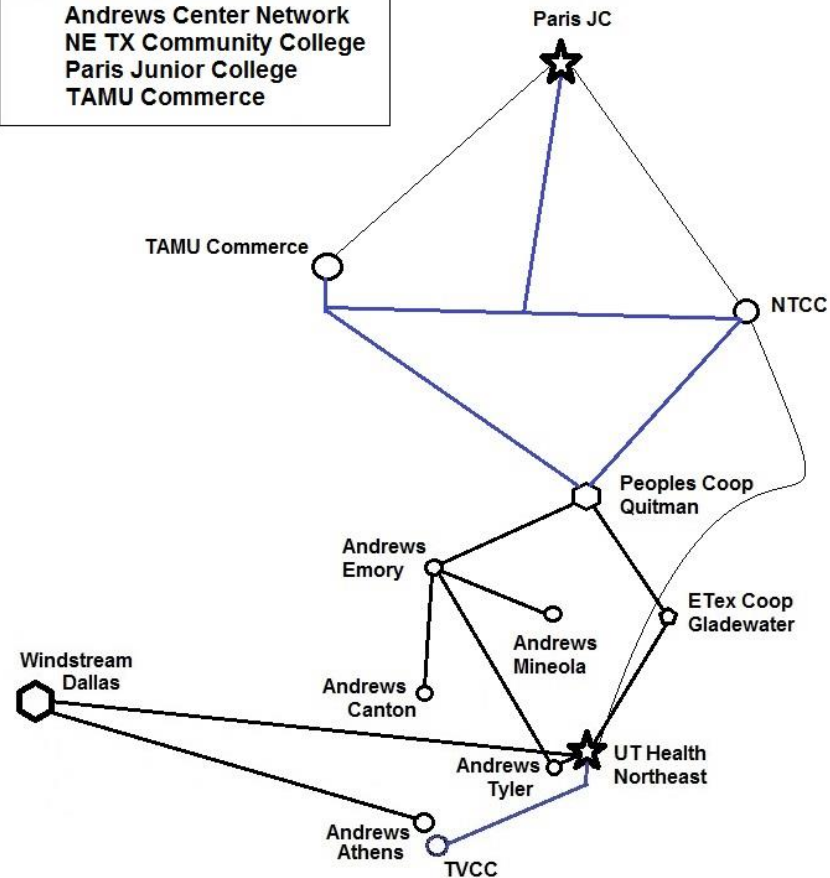 Andrews Center Network
NE TX Community College
Paris Junior College
TAMU Commerce
Paris JC
TAMU Commerce
NTCC
Peoples Coop
Quitman
Andrews
Emory
ETex Coop
Gladewater
Andrews
Mineola
Windstream
Dallas
Andrews
Canton
UT Health
Northeast
Andrews
Tyler
Andrews
Athens
TVCC